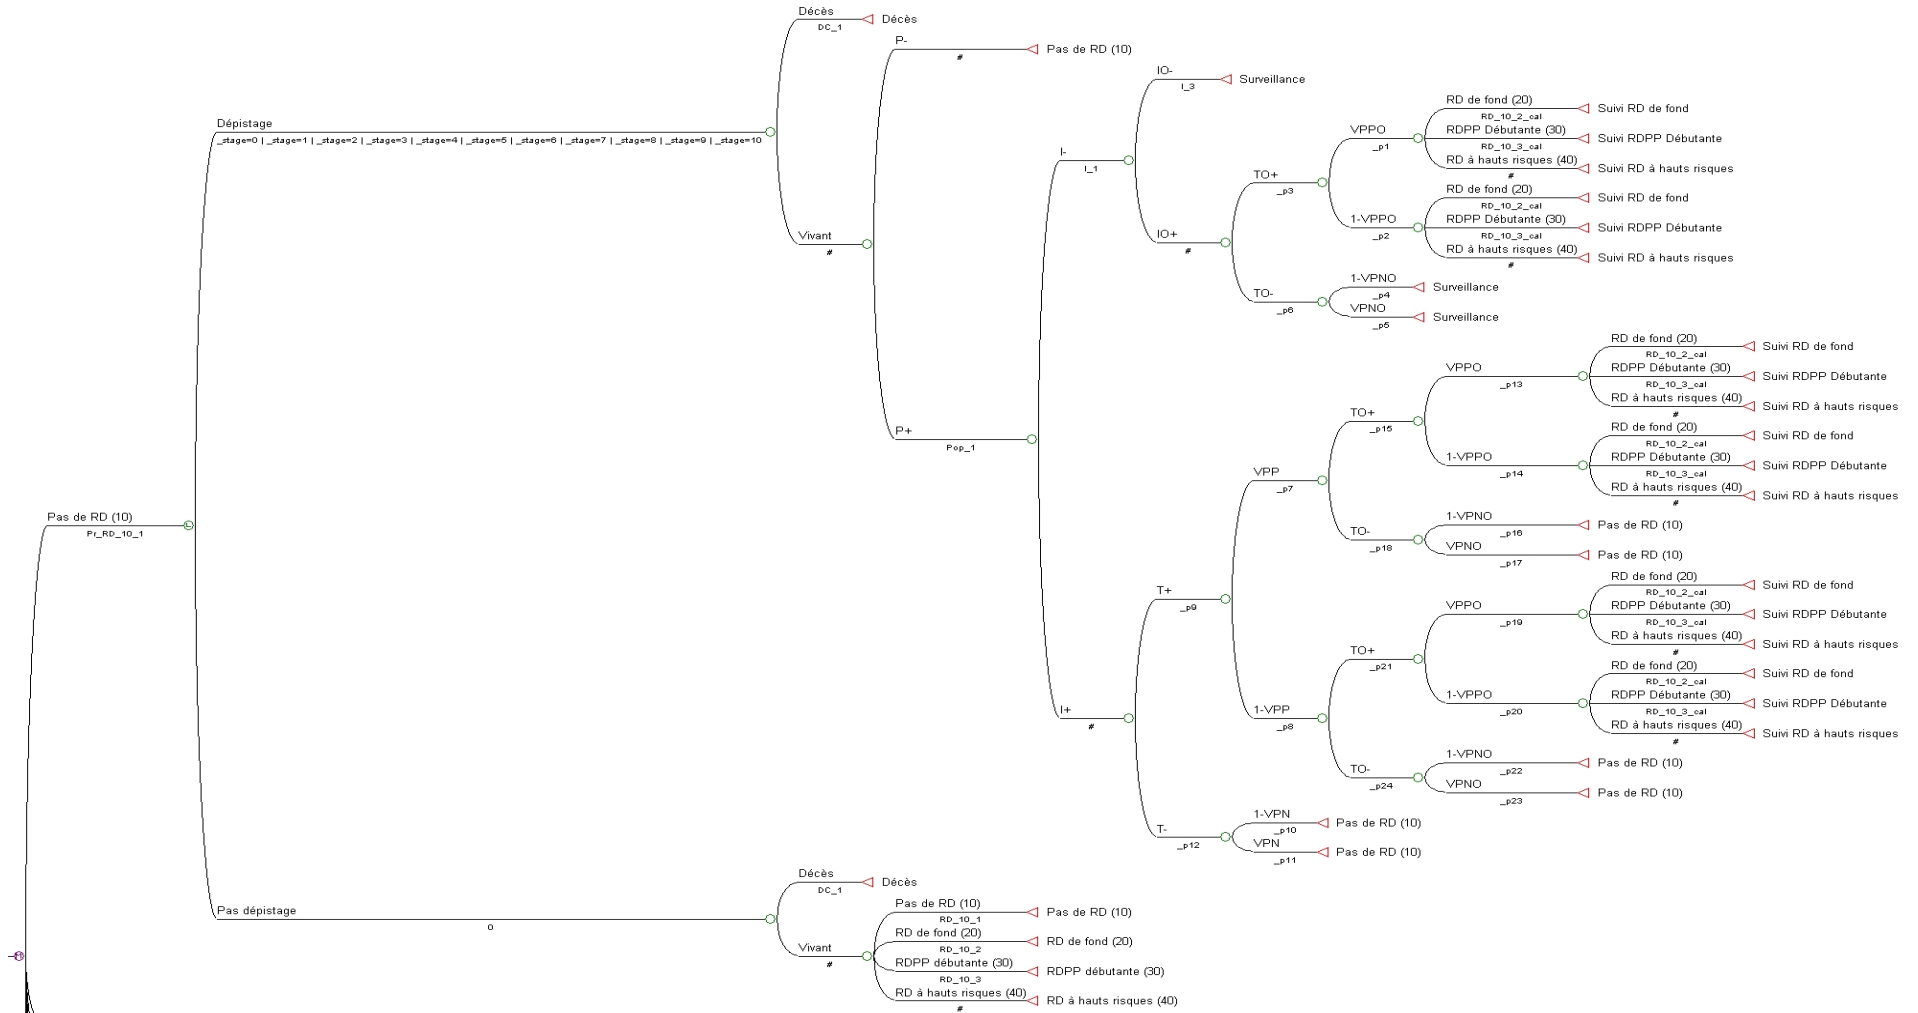 Décès
DC_1
Décès
P-
#
Pas de RD (10)
IO-
I_3
Surveillance
Dépistage
_stage=0 | _stage=1 | _stage=2 | _stage=3 | _stage=4 | _stage=5 | _stage=6 | _stage=7 | _stage=8 | _stage=9 | _stage=10
RD de fond (20)
RD_10_2_cal
Suivi RD de fond
VPPO
_p1
RDPP Débutante (30)
RD_10_3_cal
Suivi RDPP Débutante
RD à hauts risques (40)
#
Suivi RD à hauts risques
I-
I_1
TO+
_p3
RD de fond (20)
RD_10_2_cal
Suivi RD de fond
1-VPPO
_p2
RDPP Débutante (30)
RD_10_3_cal
Suivi RDPP Débutante
RD à hauts risques (40)
#
Suivi RD à hauts risques
Vivant
#
IO+
#
TO-
_p6
1-VPNO
_p4
Surveillance
VPNO
_p5
Surveillance
RD de fond (20)
RD_10_2_cal
Suivi RD de fond
VPPO
_p13
RDPP Débutante (30)
RD_10_3_cal
Suivi RDPP Débutante
RD à hauts risques (40)
#
Suivi RD à hauts risques
TO+
_p15
RD de fond (20)
RD_10_2_cal
Suivi RD de fond
P+
Pop_1
1-VPPO
_p14
RDPP Débutante (30)
RD_10_3_cal
Suivi RDPP Débutante
RD à hauts risques (40)
#
Suivi RD à hauts risques
VPP
_p7
Pas de RD (10)
Pr_RD_10_1
TO-
_p18
1-VPNO
_p16
Pas de RD (10)
VPNO
_p17
Pas de RD (10)
T+
_p9
RD de fond (20)
RD_10_2_cal
Suivi RD de fond
VPPO
_p19
RDPP Débutante (30)
RD_10_3_cal
Suivi RDPP Débutante
RD à hauts risques (40)
#
Suivi RD à hauts risques
TO+
_p21
RD de fond (20)
RD_10_2_cal
Suivi RD de fond
1-VPPO
_p20
RDPP Débutante (30)
RD_10_3_cal
Suivi RDPP Débutante
RD à hauts risques (40)
#
Suivi RD à hauts risques
I+
#
1-VPP
_p8
TO-
_p24
1-VPNO
_p22
Pas de RD (10)
VPNO
_p23
Pas de RD (10)
T-
_p12
1-VPN
_p10
Pas de RD (10)
VPN
_p11
Pas de RD (10)
Décès
DC_1
Décès
Pas dépistage
0
Pas de RD (10)
RD_10_1
Pas de RD (10)
RD de fond (20)
RD_10_2
RD de fond (20)
Vivant
#
RDPP débutante (30)
RD_10_3
RDPP débutante (30)
RD à hauts risques (40)
#
RD à hauts risques (40)
M
L